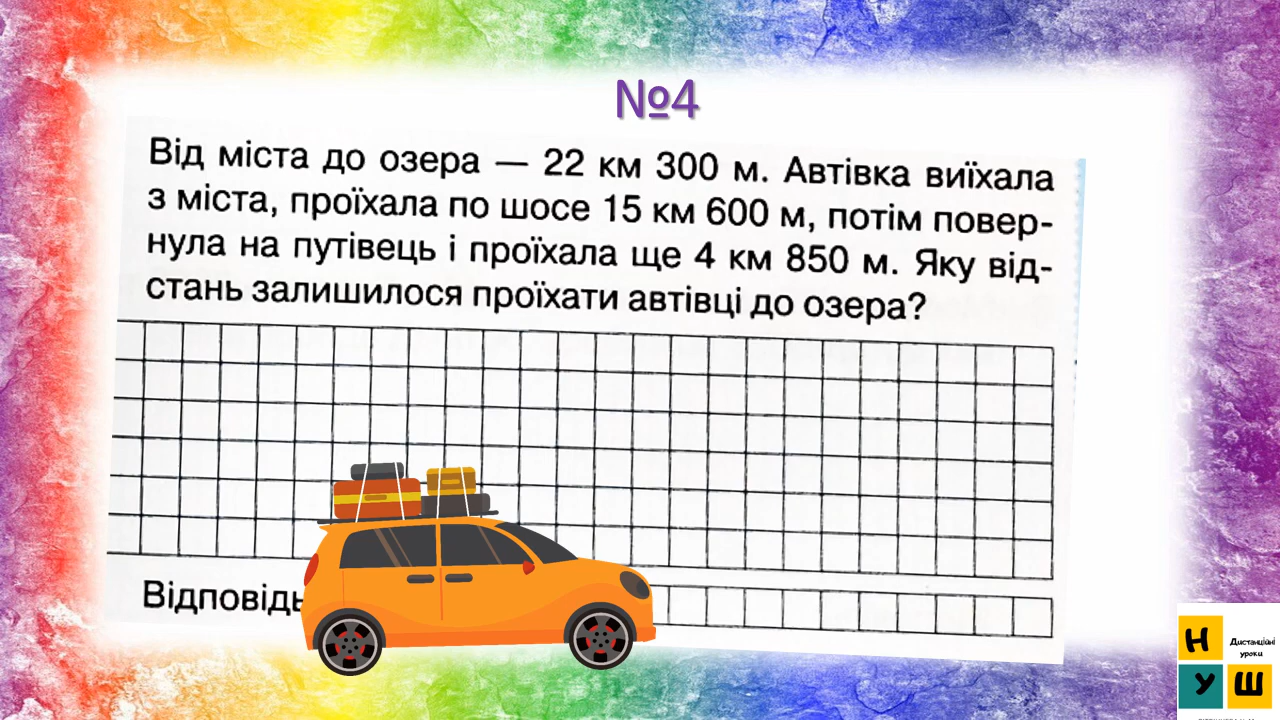 №4
Від міста до озера — 22 км 300 м. Автівка виїхала
з міста, проїхала по шосе 15 км 600 м, потім повер-
нула на путівець і проїхала ще 4 км 850 м. Яку від-
стань залишилося проїхати автівці до озера?
Відповідь
Дистанційні
уроки
Н
У Ш